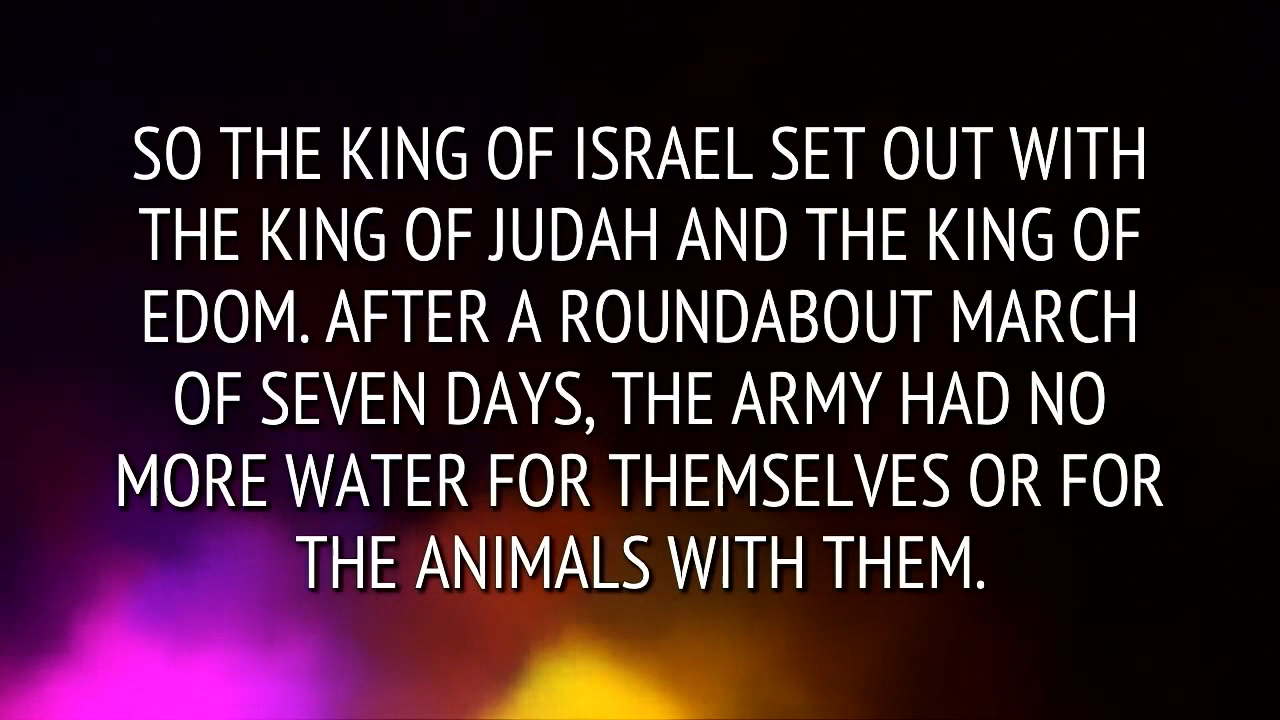 SO THE KING OF ISRAEL SET OUT WITH
THE KING OF JUDAH AND THE KING OF
EDOM. AFTER A ROUNDABOUT MARCH
OF SEVEN DAYS, THE ARMY HAD NO
MORE WATER FOR THEMSELVES OR FOR
THE ANIMALS WITH THEM.